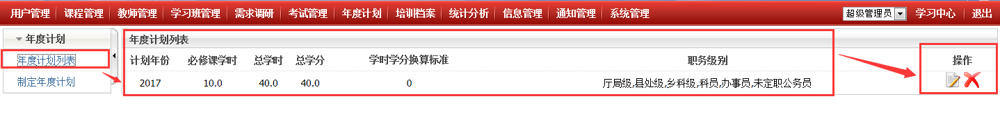 用户管理 课程管理 教师管理 学习班管理 需求调研 考试管理 年度计划 培训档案 统计分析 信息管理 通知管理 系统管理 超级管理员 学习中心 退出
年度计划
年度计划列表
制定年度计划
年度计划列表
计划年份 必修课学时 总学时 总学分 学时学分换算标准 职务级别 操作
2017 10.0 40.0 40.0 0 厅局级,县处级,乡科级,科员,办事员,未定职公务员